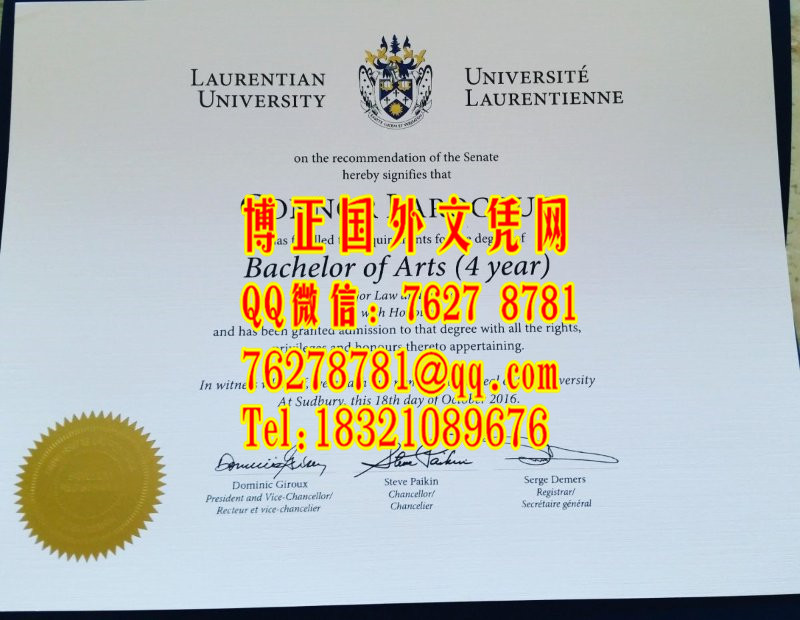 LAURENTIAN UNIVERSITY
UNIVERSITÉ LAURENTIENNE
on the recommendation of the Senate
hereby signifies that
博正国外文凭网
Bachelor of Arts (4 year)
QQ微信: 7627 8781
and has been granted admission to that degree with all the rights,
privileges and honours thereto appertaining.
76278781@qq.com
In witness
University
At Sudbury, this 18th day of October 2016.
Tel:18321089676
Dominic Giroux
President and Vice-Chancellor/
Recteur et vice-chancelier
Steve Paikin
Chancellor/
Chancelier
Serge Demers
Registrar/
Secrétaire général